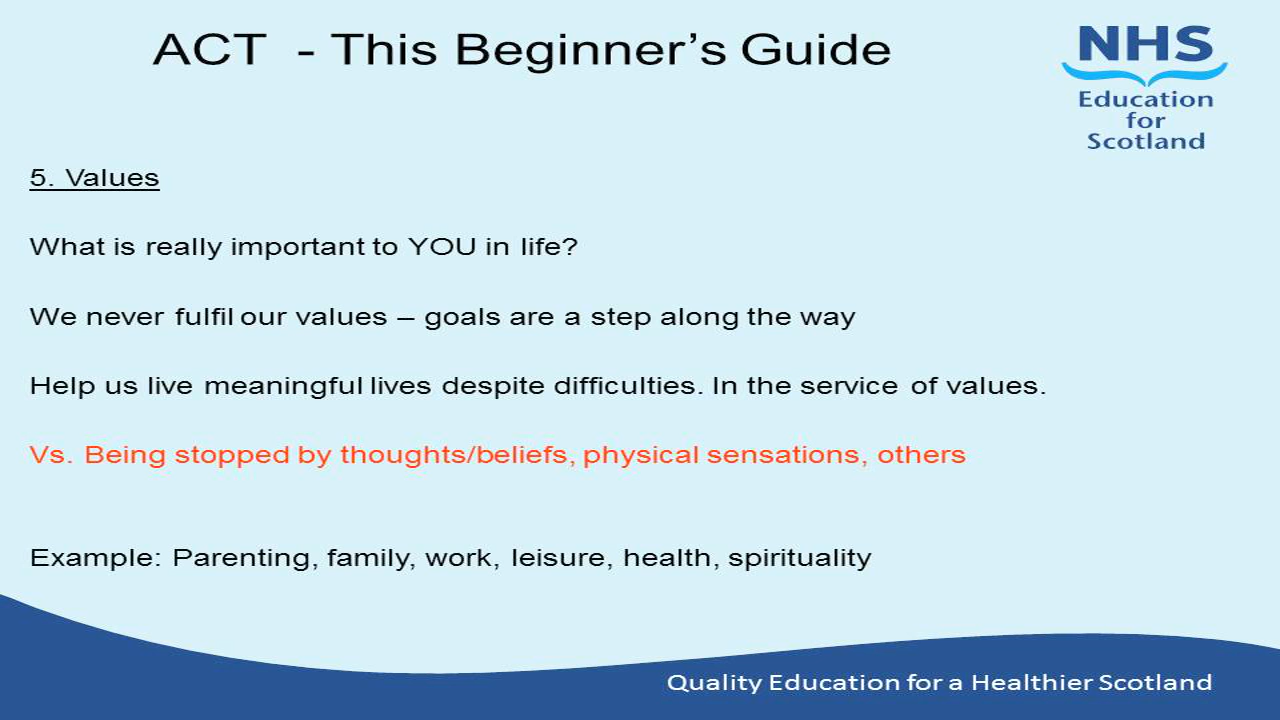 ACT - This Beginner's Guide
NHS
Education
for
Scotland
5. Values
What is really important to YOU in life?
We never fulfil our values – goals are a step along the way
Help us live meaningful lives despite difficulties. In the service of values.
Vs. Being stopped by thoughts/beliefs, physical sensations, others
Example: Parenting, family, work, leisure, health, spirituality
Quality Education for a Healthier Scotland